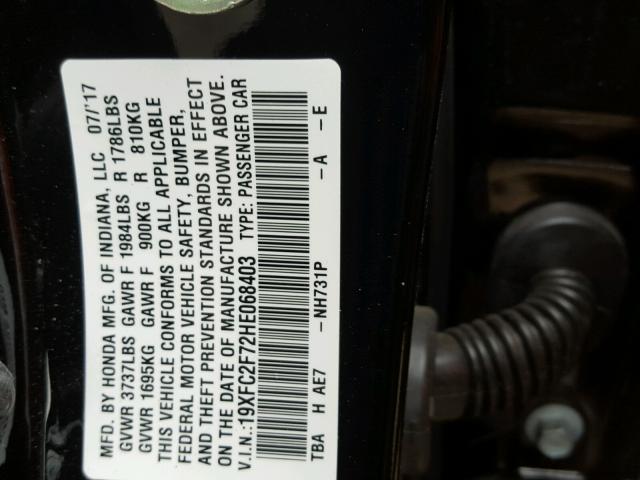 MFD. BY HONDA MFG. OF INDIANA, LLC 07/'17
GVWR 3737LBS GAWR F 1984LBS R 1786LBS
GVWR 1695KG GAWR F 900KG R 810KG
THIS VEHICLE CONFORMS TO ALL APPLICABLE
FEDERAL MOTOR VEHICLE SAFETY, BUMPER,
AND THEFT PREVENTION STANDARDS IN EFFECT
ON THE DATE OF MANUFACTURE SHOWN ABOVE.
V.I.N.:19XFC2F72HE068403 TYPE: PASSENGER CAR
TBA H AE7 –NH731P –A –E